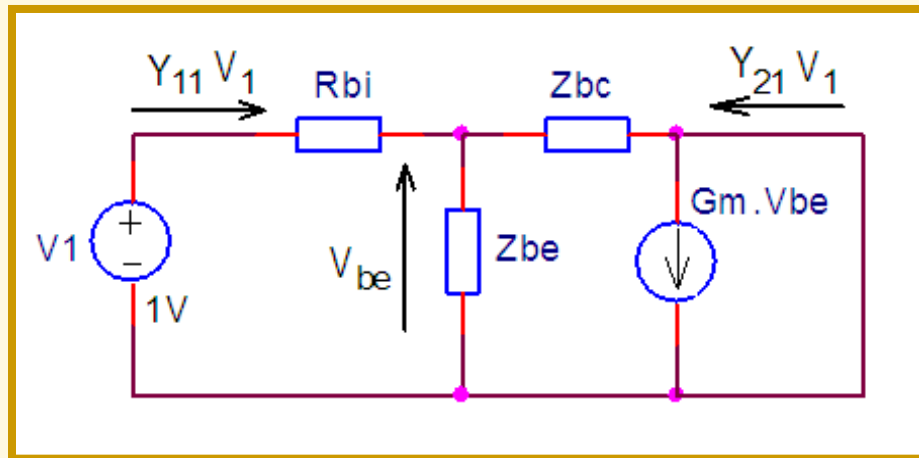 Y11 V1
Rbi
Zbc
Y21 V1
V1
+
−
1V
Vbe
Zbe
Gm.Vbe